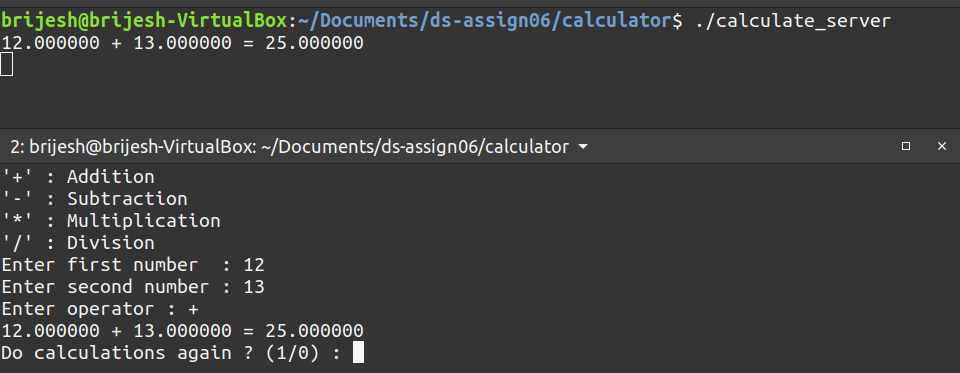 brijesh@brijesh-VirtualBox:~/Documents/ds-assign06/calculator$ ./calculate_server
12.000000 + 13.000000 = 25.000000
2: brijesh@brijesh-VirtualBox: ~/Documents/ds-assign06/calculator
'+' : Addition
'-' : Subtraction
'*' : Multiplication
'/' : Division
Enter first number  : 12
Enter second number : 13
Enter operator : +
12.000000 + 13.000000 = 25.000000
Do calculations again ? (1/0) :